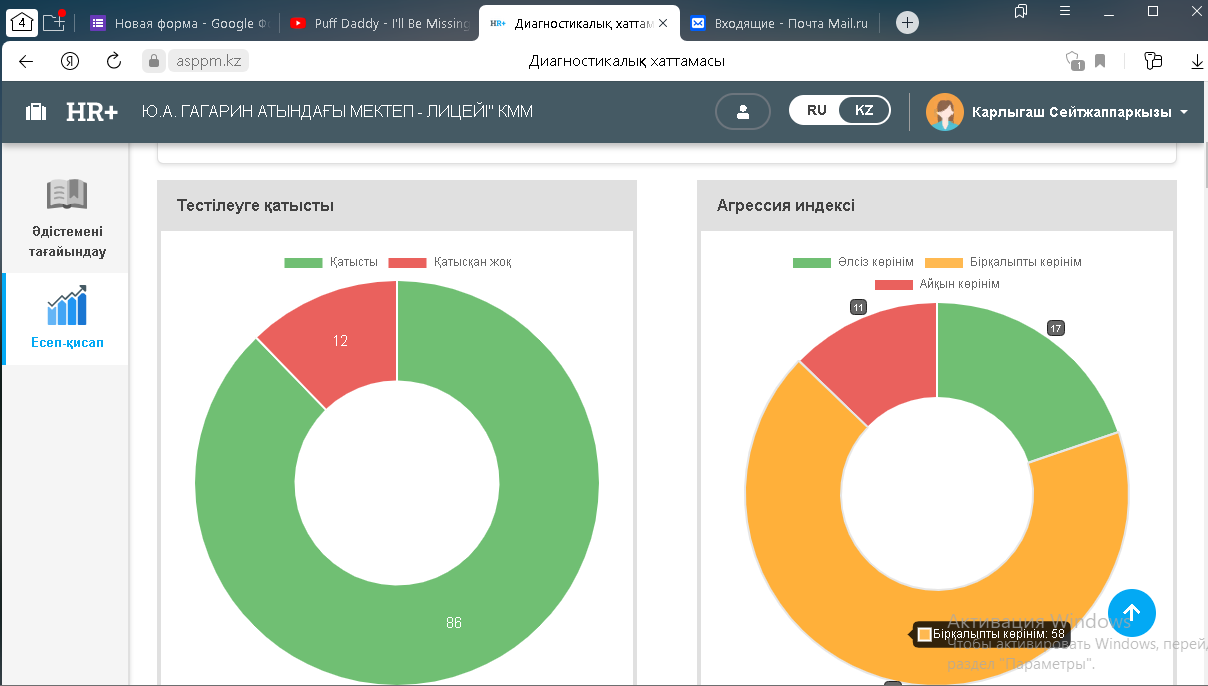 4
Новая форма - Google Ф
Puff Daddy - I'll Be Missing
HR+ Диагностикалық хаттам
Входящие - Почта Mail.ru
asppm.kz
Диагностикалық хаттамасы
1
HR+
Ю.А. ГАГАРИН АТЫНДАҒЫ МЕКТЕП - ЛИЦЕЙІ" КММ
RU KZ
Карлыгаш Сейтжаппаркызы
Әдістемені
тағайындау
Есеп-қисап
Тестілеуге қатысты
Қатысты Қатысқан жоқ
12
86
Агрессия индексі
Әлсіз көрінім Бірқалыпты көрінім
Айқын көрінім
11
17
Бірқалыпты көрінім: 58
Активация Windows
Чтобы активировать Windows, перей
раздел "Параметры".